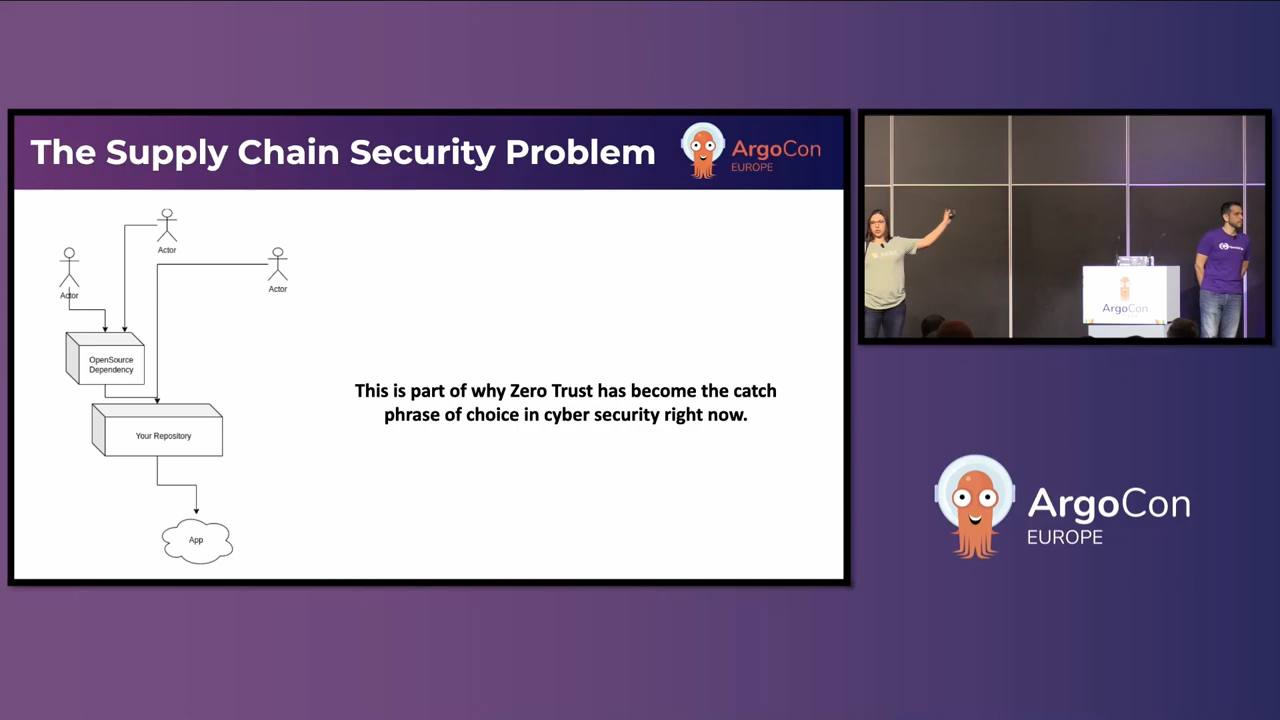 The Supply Chain Security Problem
ArgoCon
EUROPE
Actor
Actor
Actor
OpenSource
Dependency
Your Repository
App
This is part of why Zero Trust has become the catch
phrase of choice in cyber security right now.
ArgoCon
ArgoCon
EUROPE